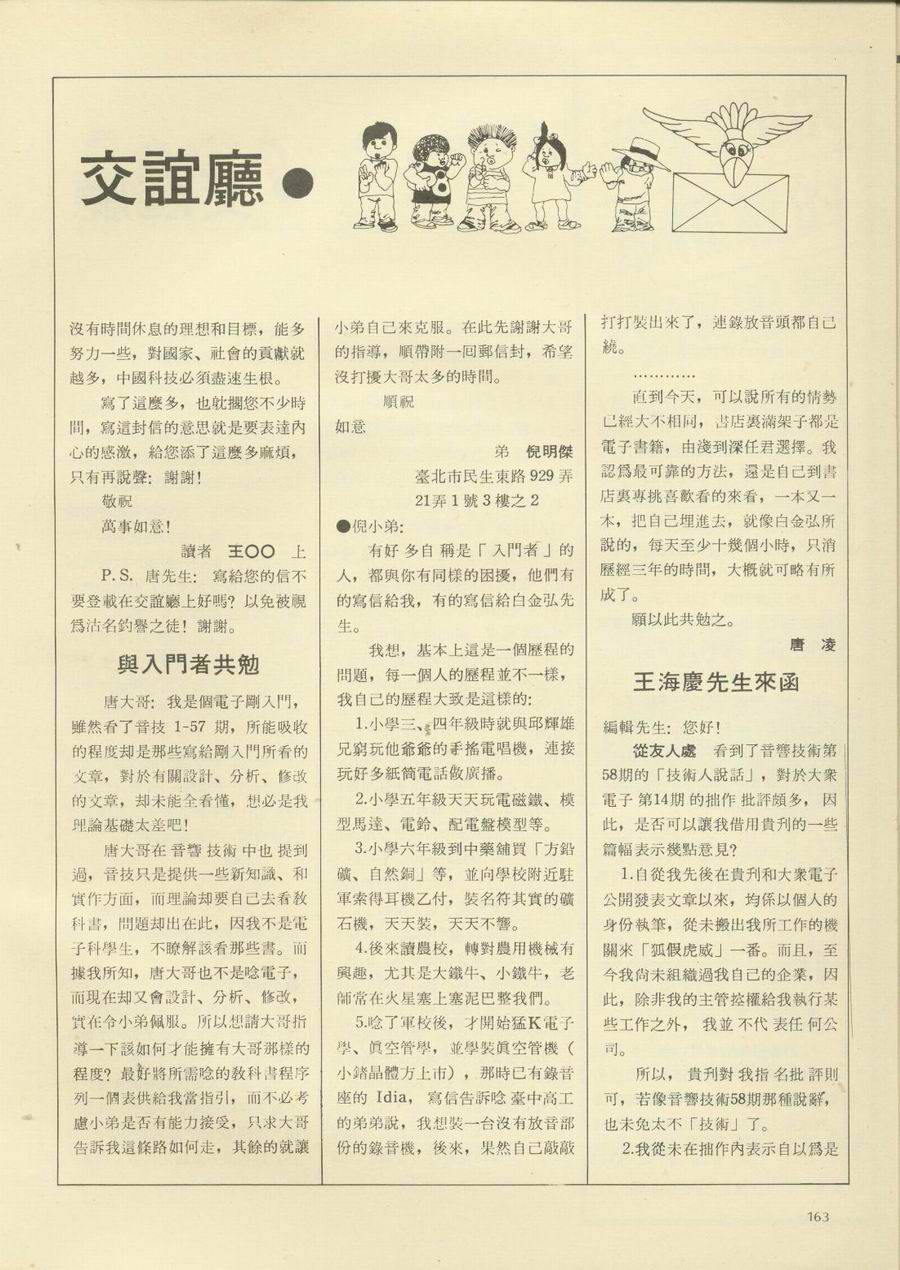 交誼廳●
沒有時間休息的理想和目標，能多
努力一些，對國家、社會的貢獻就
越多，中國科技必須盡速生根。
寫了這麼多，也躭擱您不少時
間，寫這封信的意思就是要表達內
心的感激，給您添了這麼多麻煩，
只有再說聲：謝謝！
敬祝
萬事如意！
讀者 王○○ 上
P.S. 唐先生：寫給您的信不
要登載在交誼廳上好嗎？以免被視
爲沽名釣譽之徒！謝謝。
與入門者共勉
唐大哥：我是個電子剛入門，
雖然看了音技 1-57 期，所能吸收
的程度却是那些寫給剛入門所看的
文章，對於有關設計、分析、修改
的文章，却未能全看懂，想必是我
理論基礎太差吧！
唐大哥在音響技術中也提到
過，音技只是提供一些新知識、和
實作方面，而理論却要自己去看教
科書，問題却出在此，因我不是電
子科學生，不瞭解該看那些書。而
據我所知，唐大哥也不是唸電子，
而現在却又會設計、分析、修改，
實在令小弟佩服。所以想請大哥指
導一下該如何才能擁有大哥那樣的
程度？最好將所需唸的教科書程序
列一個表供給我當指引，而不必考
慮小弟是否有能力接受，只求大哥
告訴我這條路如何走，其餘的就讓
小弟自己來克服。在此先謝謝大哥
的指導，順帶附一回郵信封，希望
沒打擾大哥太多的時間。
順祝
如意
弟 倪明傑
臺北市民生東路 929 弄
21弄 1 號 3 樓之 2
●倪小弟：
有好多自稱是「入門者」的
人，都與你有同樣的困擾，他們有
的寫信給我，有的寫信給白金弘先
生。
我想，基本上這是一個歷程的
問題，每一個人的歷程並不一樣，
我自己的歷程大致是這樣的：
1.小學三、四年級時就與邱輝雄
兄窮玩他爺爺的手搖電唱機，連接
玩好多紙筒電話做廣播。
2.小學五年級天天玩電磁鐵、模
型馬達、電鈴、配電盤模型等。
3.小學六年級到中藥舖買「方鉛
礦、自然銅」等，並向學校附近駐
軍索得耳機乙付，裝名符其實的礦
石機，天天裝，天天不響。
4.後來讀農校，轉對農用機械有
興趣，尤其是大鐵牛、小鐵牛，老
師常在火星塞上塞泥巴整我們。
5.唸了軍校後，才開始猛K電子
學、眞空管學，並學裝眞空管機（
小鍺晶體方上市），那時已有錄音
座的 Idia，寫信告訴唸臺中高工
的弟弟說，我想裝一台沒有放音部
份的錄音機，後來，果然自己敲敲
打打裝出來了，連錄放音頭都自己
繞。
…………
直到今天，可以說所有的情勢
已經大不相同，書店裏滿架子都是
電子書籍，由淺到深任君選擇。我
認爲最可靠的方法，還是自己到書
店裏專挑喜歡看的來看，一本又一
本，把自己埋進去，就像白金弘所
說的，每天至少十幾個小時，只消
歷經三年的時間，大概就可略有所
成了。
願以此共勉之。
唐 凌
王海慶先生來函
編輯先生：您好！
從友人處 看到了音響技術第
58期的「技術人說話」，對於大衆
電子第14期的拙作批評頗多，因
此，是否可以讓我借用貴刋的一些
篇幅表示幾點意見？
1.自從我先後在貴刋和大衆電子
公開發表文章以來，均係以個人的
身份執筆，從未搬出我所工作的機
關來「狐假虎威」一番。而且，至
今我尙未組織過我自己的企業，因
此，除非我的主管控權給我執行某
些工作之外，我並不代表任何公
司。
所以，貴刋對我指名批評則
可，若像音響技術58期那種說辭，
也未免太不「技術」了。
2.我從未在拙作內表示自以爲是
163